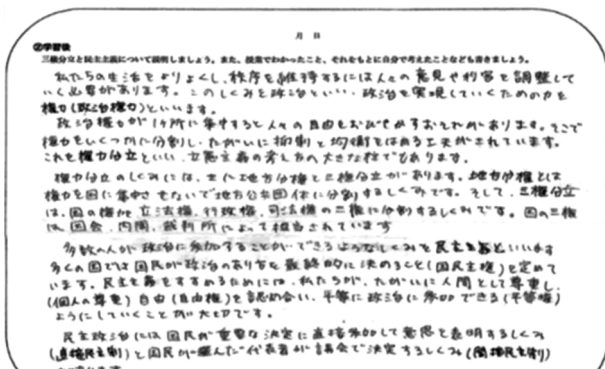 月 日
②学習後
三権分立と民主主義について説明しましょう。また、授業でわかったこと、それをもとに自分で考えたことなども書きましょう。
私たちの生活をよりよくし、秩序を維持するには人々の意見や利害を調整して
いく必要があります。このしくみを政治といい、政治を実現していくための力を
権力(政治権力)といいます。
政治権力が1ヶ所に集中すると人々の自由をおびやかすおそれがあります。そこで
権力をいくつかに分割し、たがいに抑制と均衡をはかる工夫がされています。
これを権力分立といい、立憲主義の考え方の大きな柱でもあります。
権力分立のしくみには、主に地方分権と三権分立があります。地方分権とは
権力を国に集中させないで地方公共団体に分割するしくみです。そして、三権分立
は、国の権力を立法権、行政権、司法権の三権に分割するしくみです。国の三権
は、国会、内閣、裁判所によって担当されています
多数の人が政治に参加することができるようなしくみを民主主義といいます
多くの国では国民が政治のあり方を最終的に決めること(国民主権)を定めて
います。民主主義をすすめるためには、私たちが、たがいに人間として尊重し、
(個人の尊重)自由(自由権)を認め合い、平等に政治に参加できる(平等権)
ようにしていくことが大切です。
民主政治には国民が重要な決定に直接参加して意思を表明するしくみ
(直接民主制)と国民が選んだ代表者が議会で決定するしくみ(間接民主制)